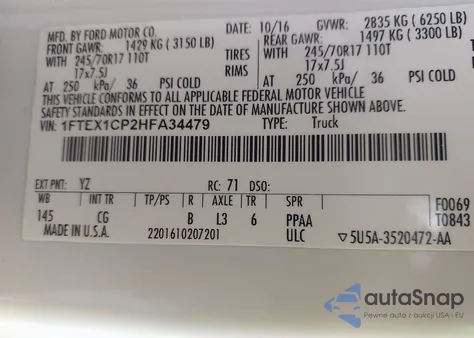 MFD. BY FORD MOTOR CO. 10/16 GVWR: 2835 KG ( 6250 LB)
FRONT GAWR: 1429 KG ( 3150 LB) REAR GAWR: 1497 KG ( 3300 LB)
WITH 245/70R17 110T TIRES WITH 245/70R17 110T
17x7.5J RIMS 17x7.5J
AT 250 kPa/ 36 PSI COLD AT 250 kPa/ 36 PSI COLD
THIS VEHICLE CONFORMS TO ALL APPLICABLE FEDERAL MOTOR VEHICLE
SAFETY STANDARDS IN EFFECT ON THE DATE OF MANUFACTURE SHOWN ABOVE.
VIN: 1FTEX1CP2HFA34479 TYPE: Truck
EXT PNT: YZ RC: 71 DSO:
WB INT TR TP/PS R AXLE TR SPR F0069
145 CG B L3 6 PPAA T0843
MADE IN U.S.A. 2201610207201 ULC ▽5U5A-3520472-AA
autoSnap
Pewne auta z USA - EU